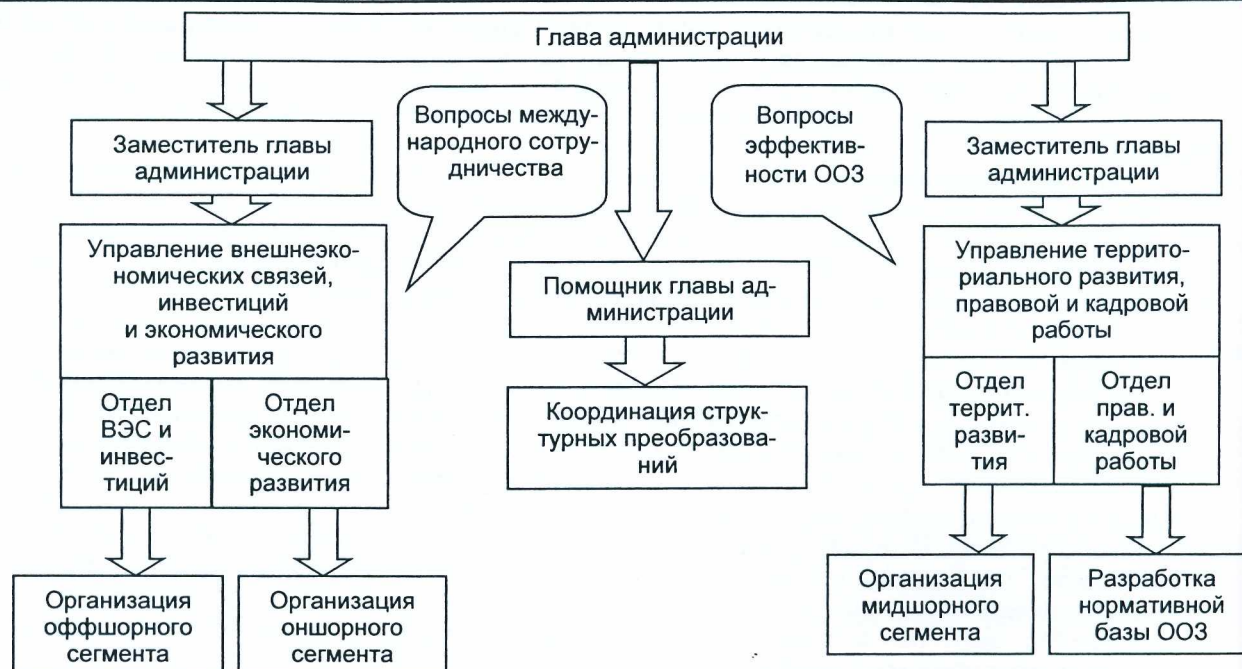 Глава администрации
Заместитель главы
администрации
Вопросы между-
народного сотру-
дничества
Вопросы
эффектив-
ности ООЗ
Заместитель главы
администрации
Управление внешнеэко-
номических связей,
инвестиций
и экономического
развития
Помощник главы ад-
министрации
Управление террито-
риального развития,
правовой и кадровой
работы
Отдел
ВЭС и
инвес-
тиций
Отдел
экономи-
ческого
развития
Координация струк-
турных преобразова-
ний
Отдел
террит.
разви-
тия
Отдел
прав. и
кадровой
работы
Организация
оффшорного
сегмента
Организация
оншорного
сегмента
Организация
мидшорного
сегмента
Разработка
нормативной
базы ООЗ